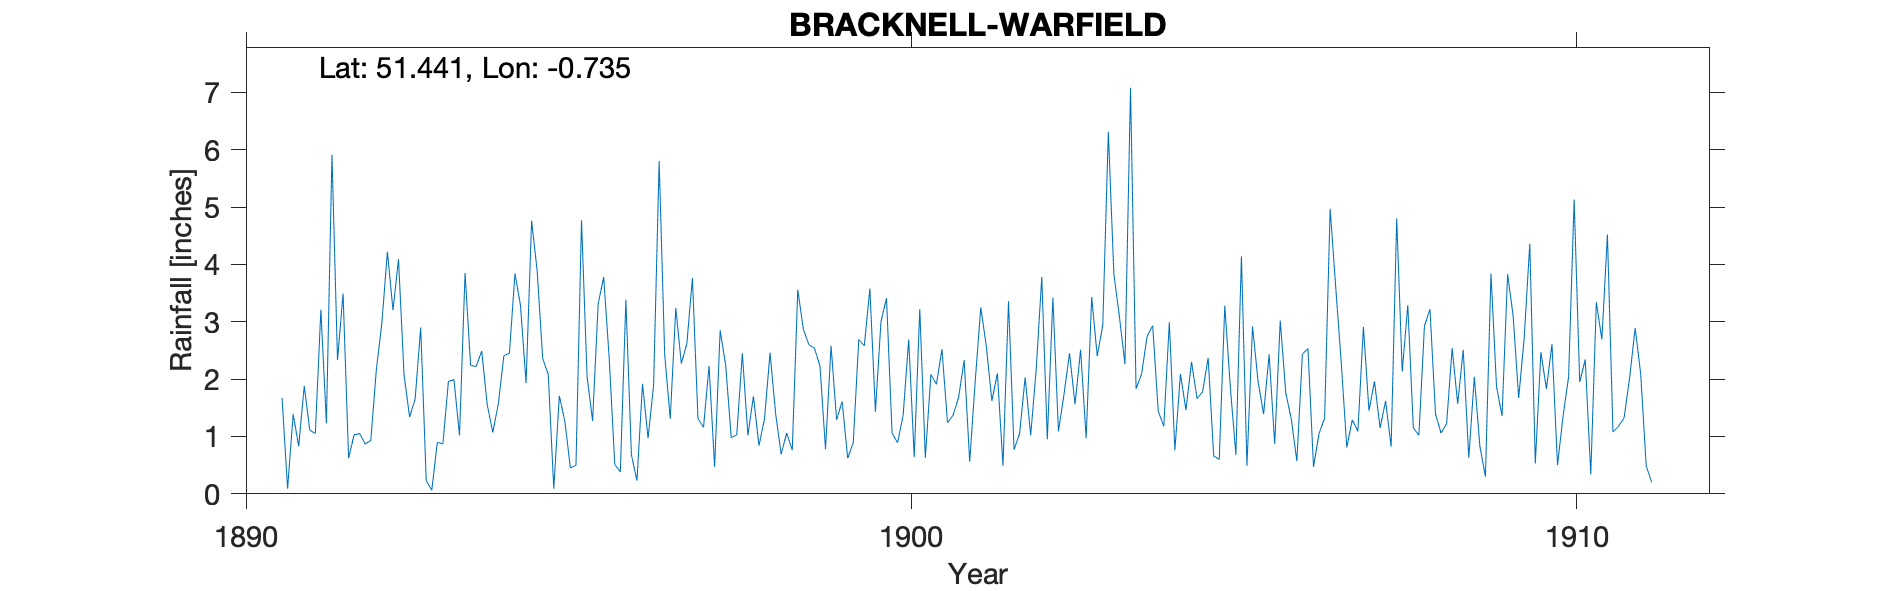 BRACKNELL-WARFIELD
Lat: 51.441, Lon: -0.735
Rainfall [inches]
7
6
5
4
3
2
1
0
1890 1900 1910
Year